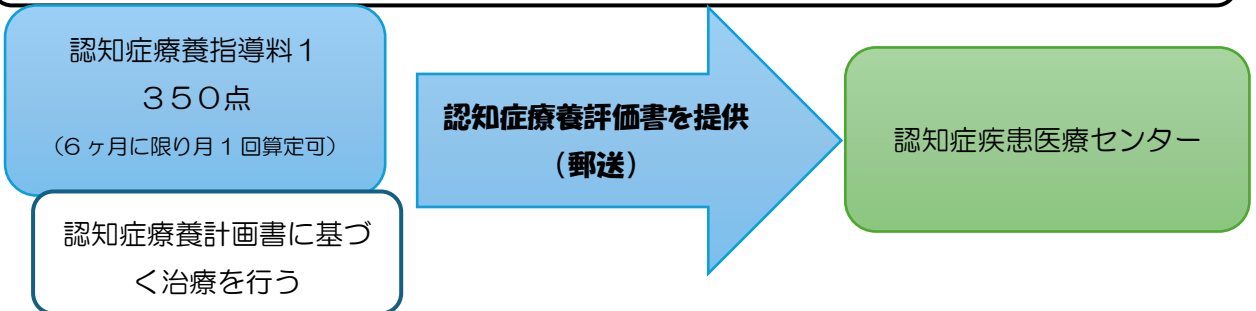 認知症療養指導料１
３５０点
（6 ヶ月に限り月 1 回算定可）
認知症療養計画書に基づ
く治療を行う
認知症療養評価書を提供
（郵送）
認知症疾患医療センター